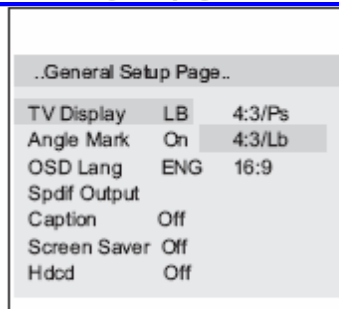 ..General Setup Page..
TV Display LB 4:3/Ps
Angle Mark On 4:3/Lb
OSD Lang ENG 16:9
Spdif Output
Caption Off
Screen Saver Off
Hdcd Off